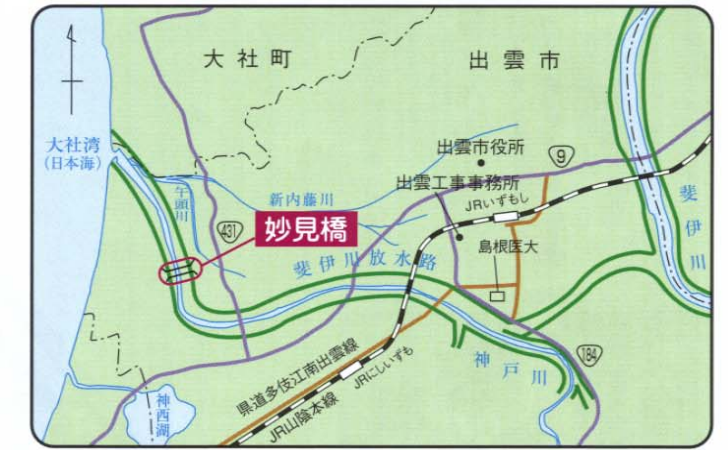 大社町
出雲市
大社湾
(日本海)
出雲市役所
9
出雲工事事務所
JRいずもし
午頭川
新内藤川
431
妙見橋
斐伊川放水路
島根医大
斐伊川
県道多伎江南出雲線
JRにしいずも
JR山陰本線
神戸川
184
神西湖